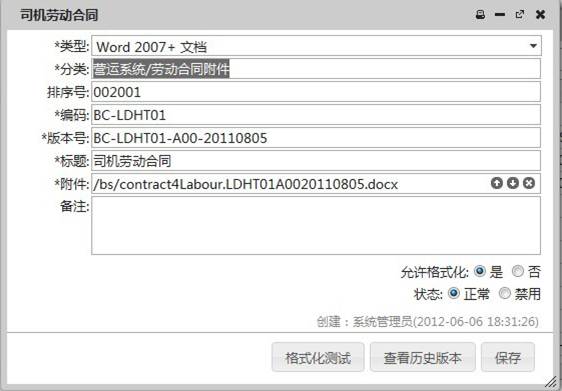 司机劳动合同
*类型: Word 2007+ 文档
*分类: 营运系统/劳动合同附件
排序号: 002001
*编码: BC-LDHT01
*版本号: BC-LDHT01-A00-20110805
*标题: 司机劳动合同
*附件: /bs/contract4Labour.LDHT01A0020110805.docx
备注:
允许格式化: 是 否
状态: 正常 禁用
创建：系统管理员(2012-06-06 18:31:26)
格式化测试 查看历史版本 保存